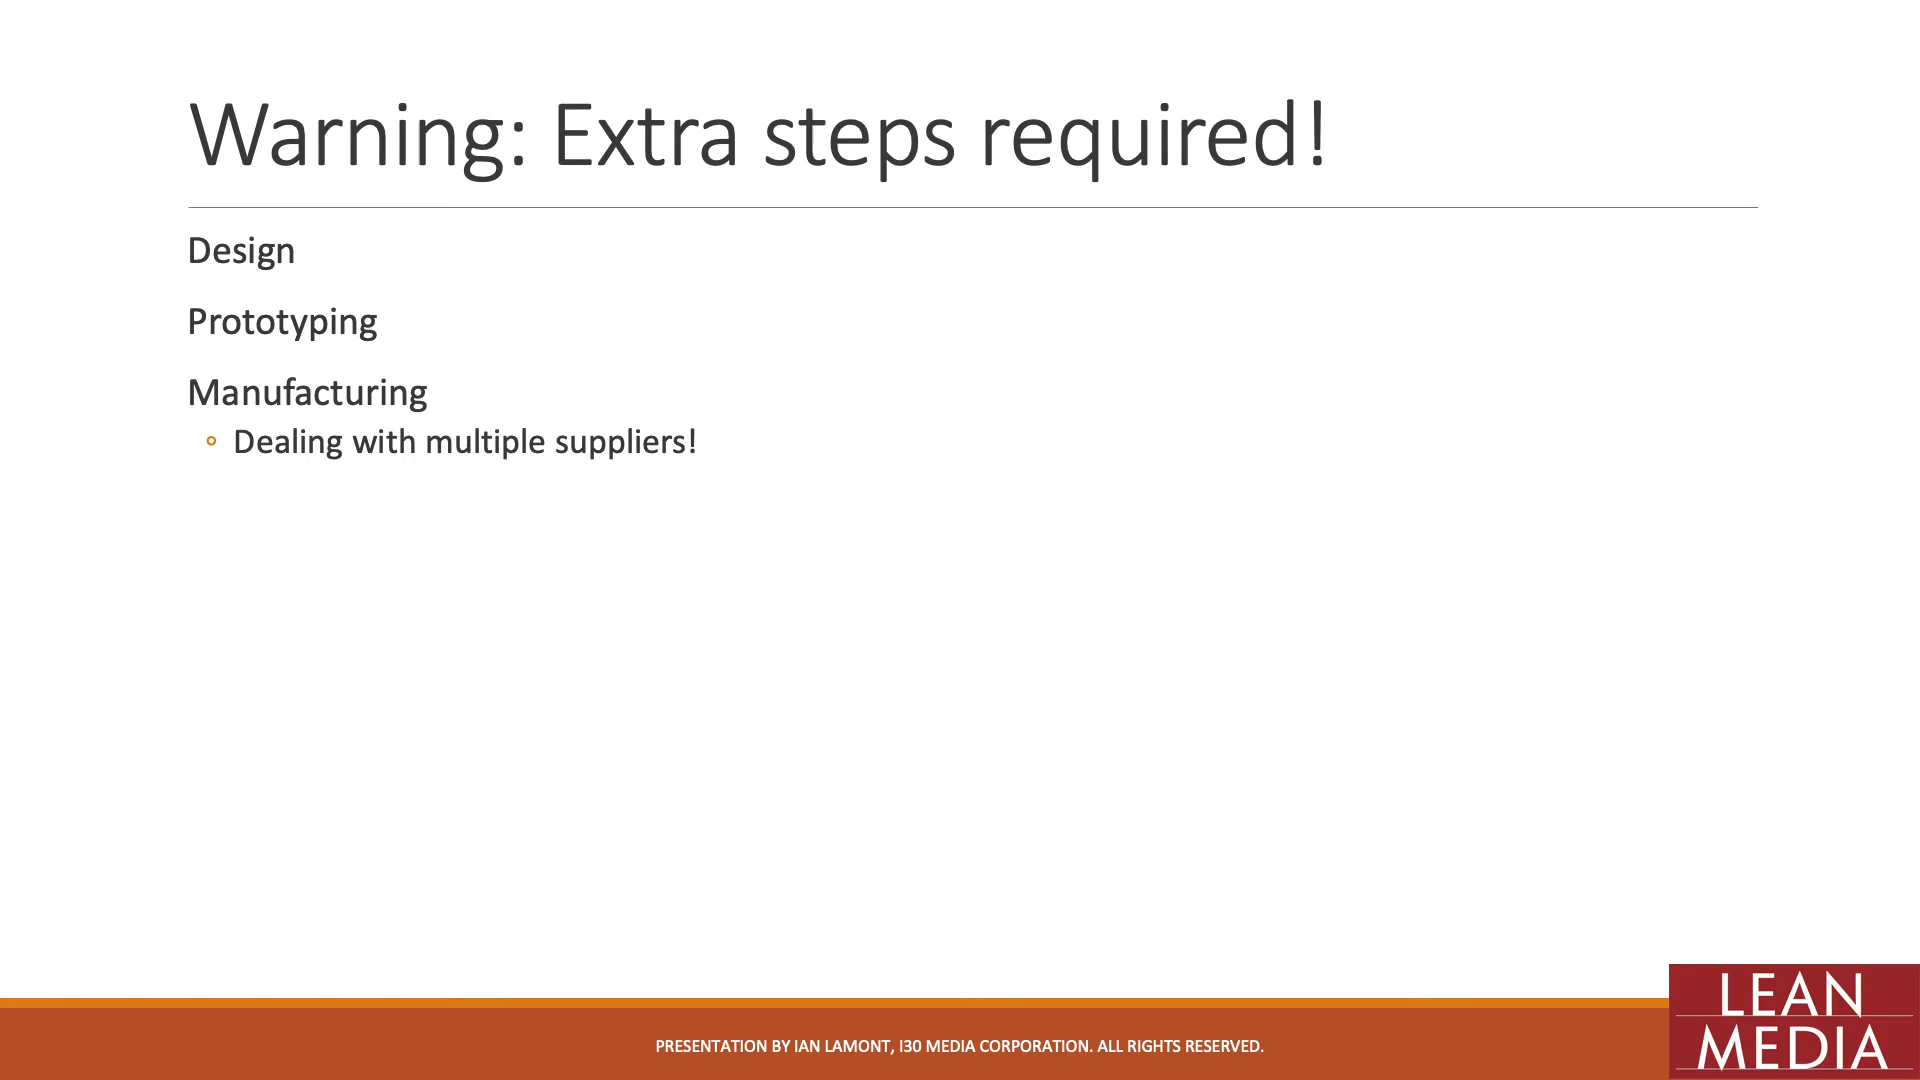 Warning: Extra steps required!
Design
Prototyping
Manufacturing
◦ Dealing with multiple suppliers!
PRESENTATION BY IAN LAMONT, I30 MEDIA CORPORATION. ALL RIGHTS RESERVED.
LEAN
MEDIA